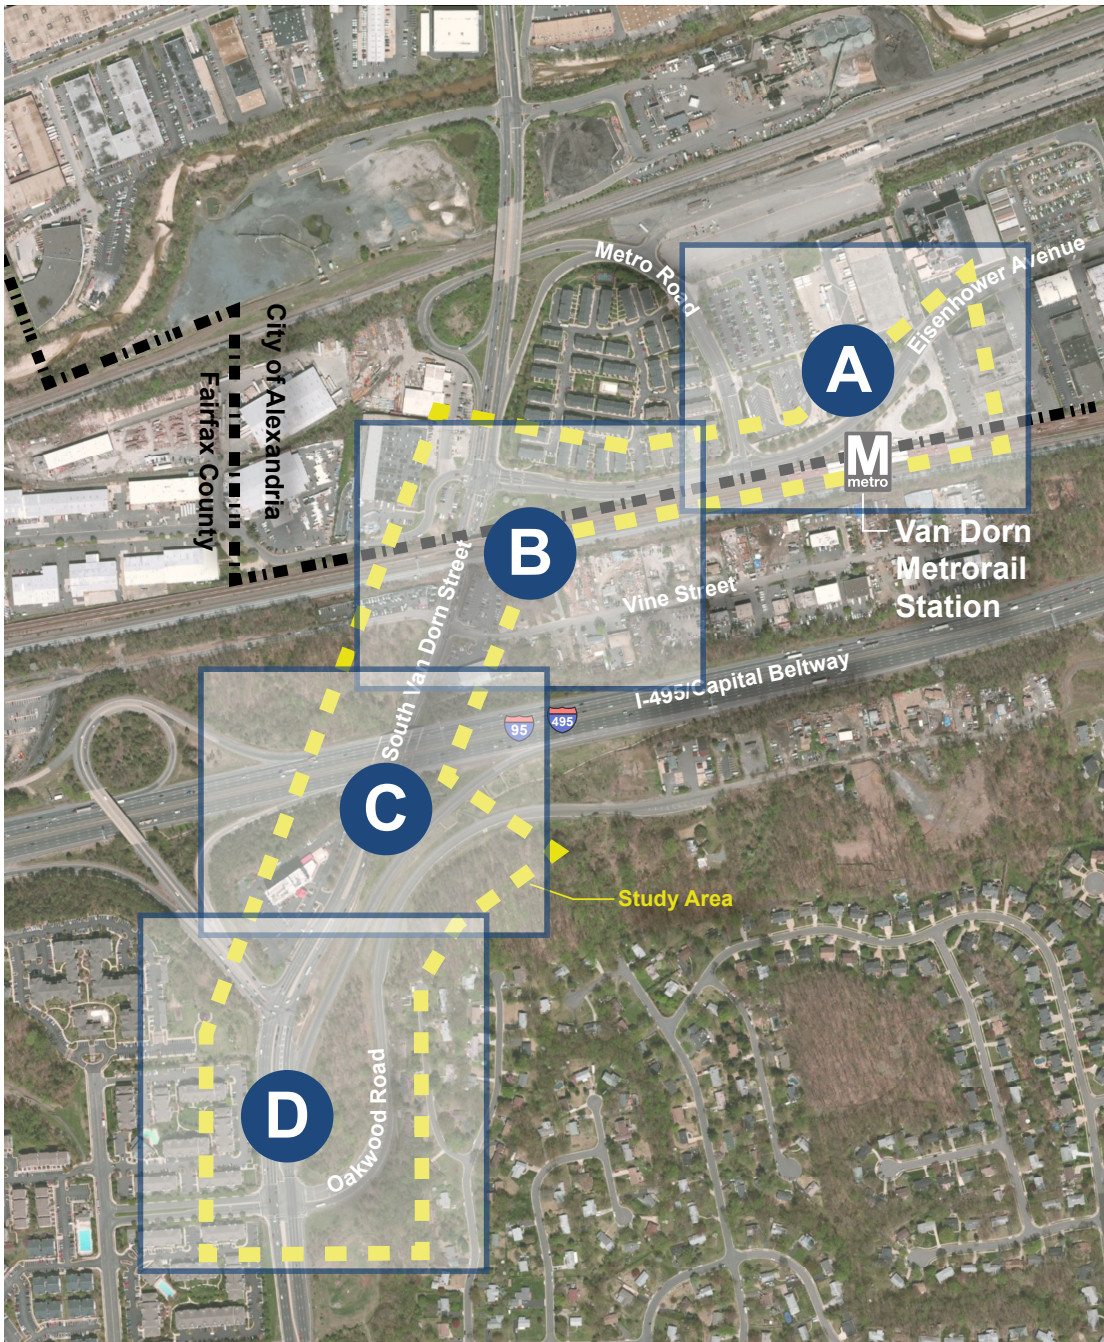 Metro Road
Eisenhower Avenue
City of Alexandria
Fairfax County
A
M
metro
Van Dorn
Metrorail
Station
B
Vine Street
South Van Dorn Street
I-495/Capital Beltway
95
495
C
Study Area
D
Oakwood Road